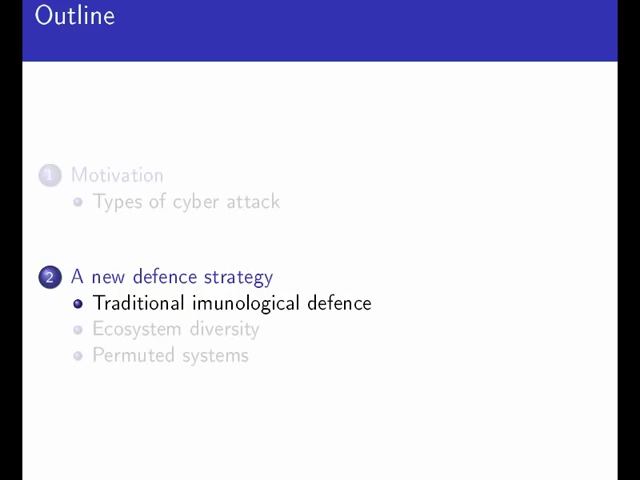 Outline
1 Motivation
Types of cyber attack
2 A new defence strategy
Traditional imunological defence
Ecosystem diversity
Permuted systems